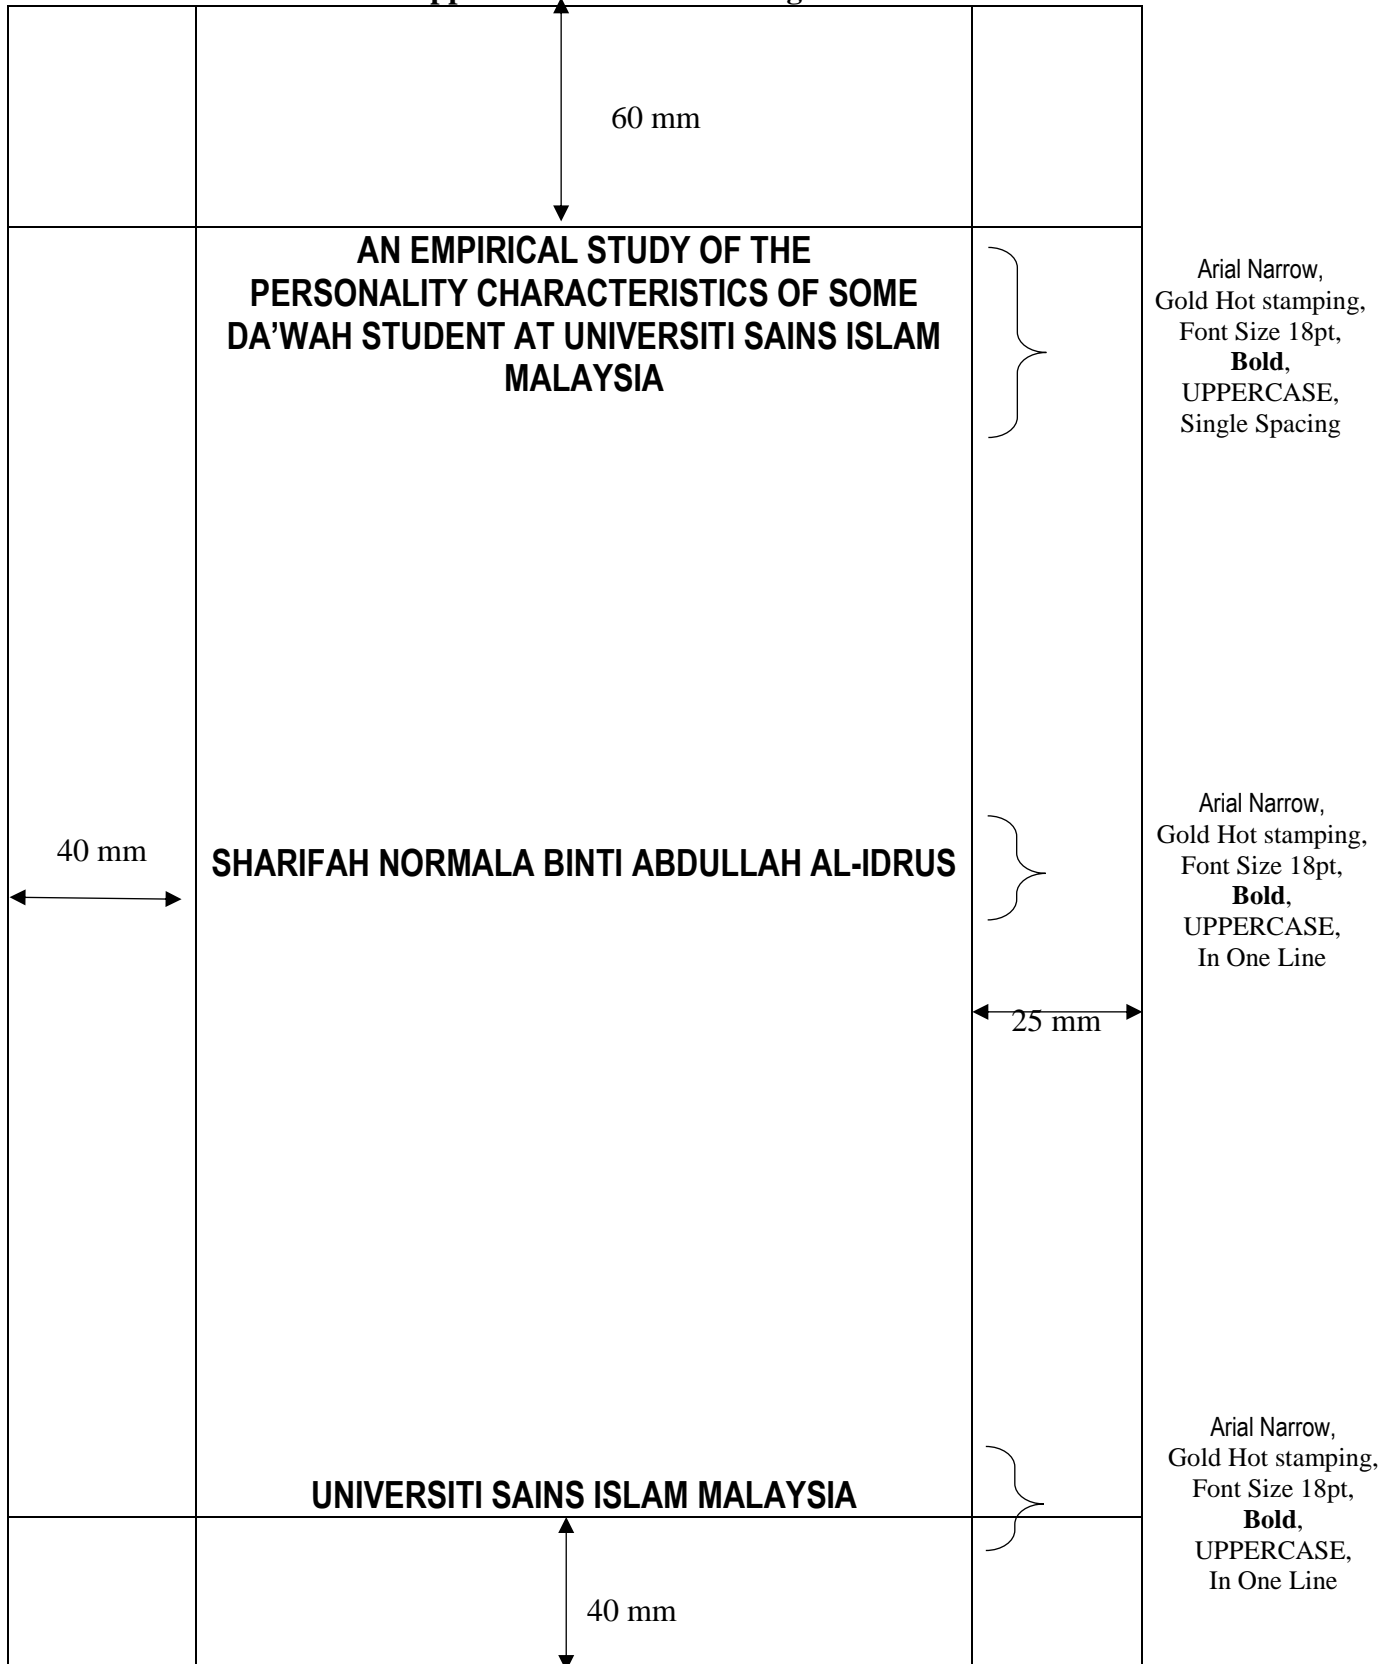 60 mm
AN EMPIRICAL STUDY OF THE
PERSONALITY CHARACTERISTICS OF SOME
DA’WAH STUDENT AT UNIVERSITI SAINS ISLAM
MALAYSIA
Arial Narrow,
Gold Hot stamping,
Font Size 18pt,
Bold,
UPPERCASE,
Single Spacing
40 mm
SHARIFAH NORMALA BINTI ABDULLAH AL-IDRUS
Arial Narrow,
Gold Hot stamping,
Font Size 18pt,
Bold,
UPPERCASE,
In One Line
25 mm
UNIVERSITI SAINS ISLAM MALAYSIA
Arial Narrow,
Gold Hot stamping,
Font Size 18pt,
Bold,
UPPERCASE,
In One Line
40 mm